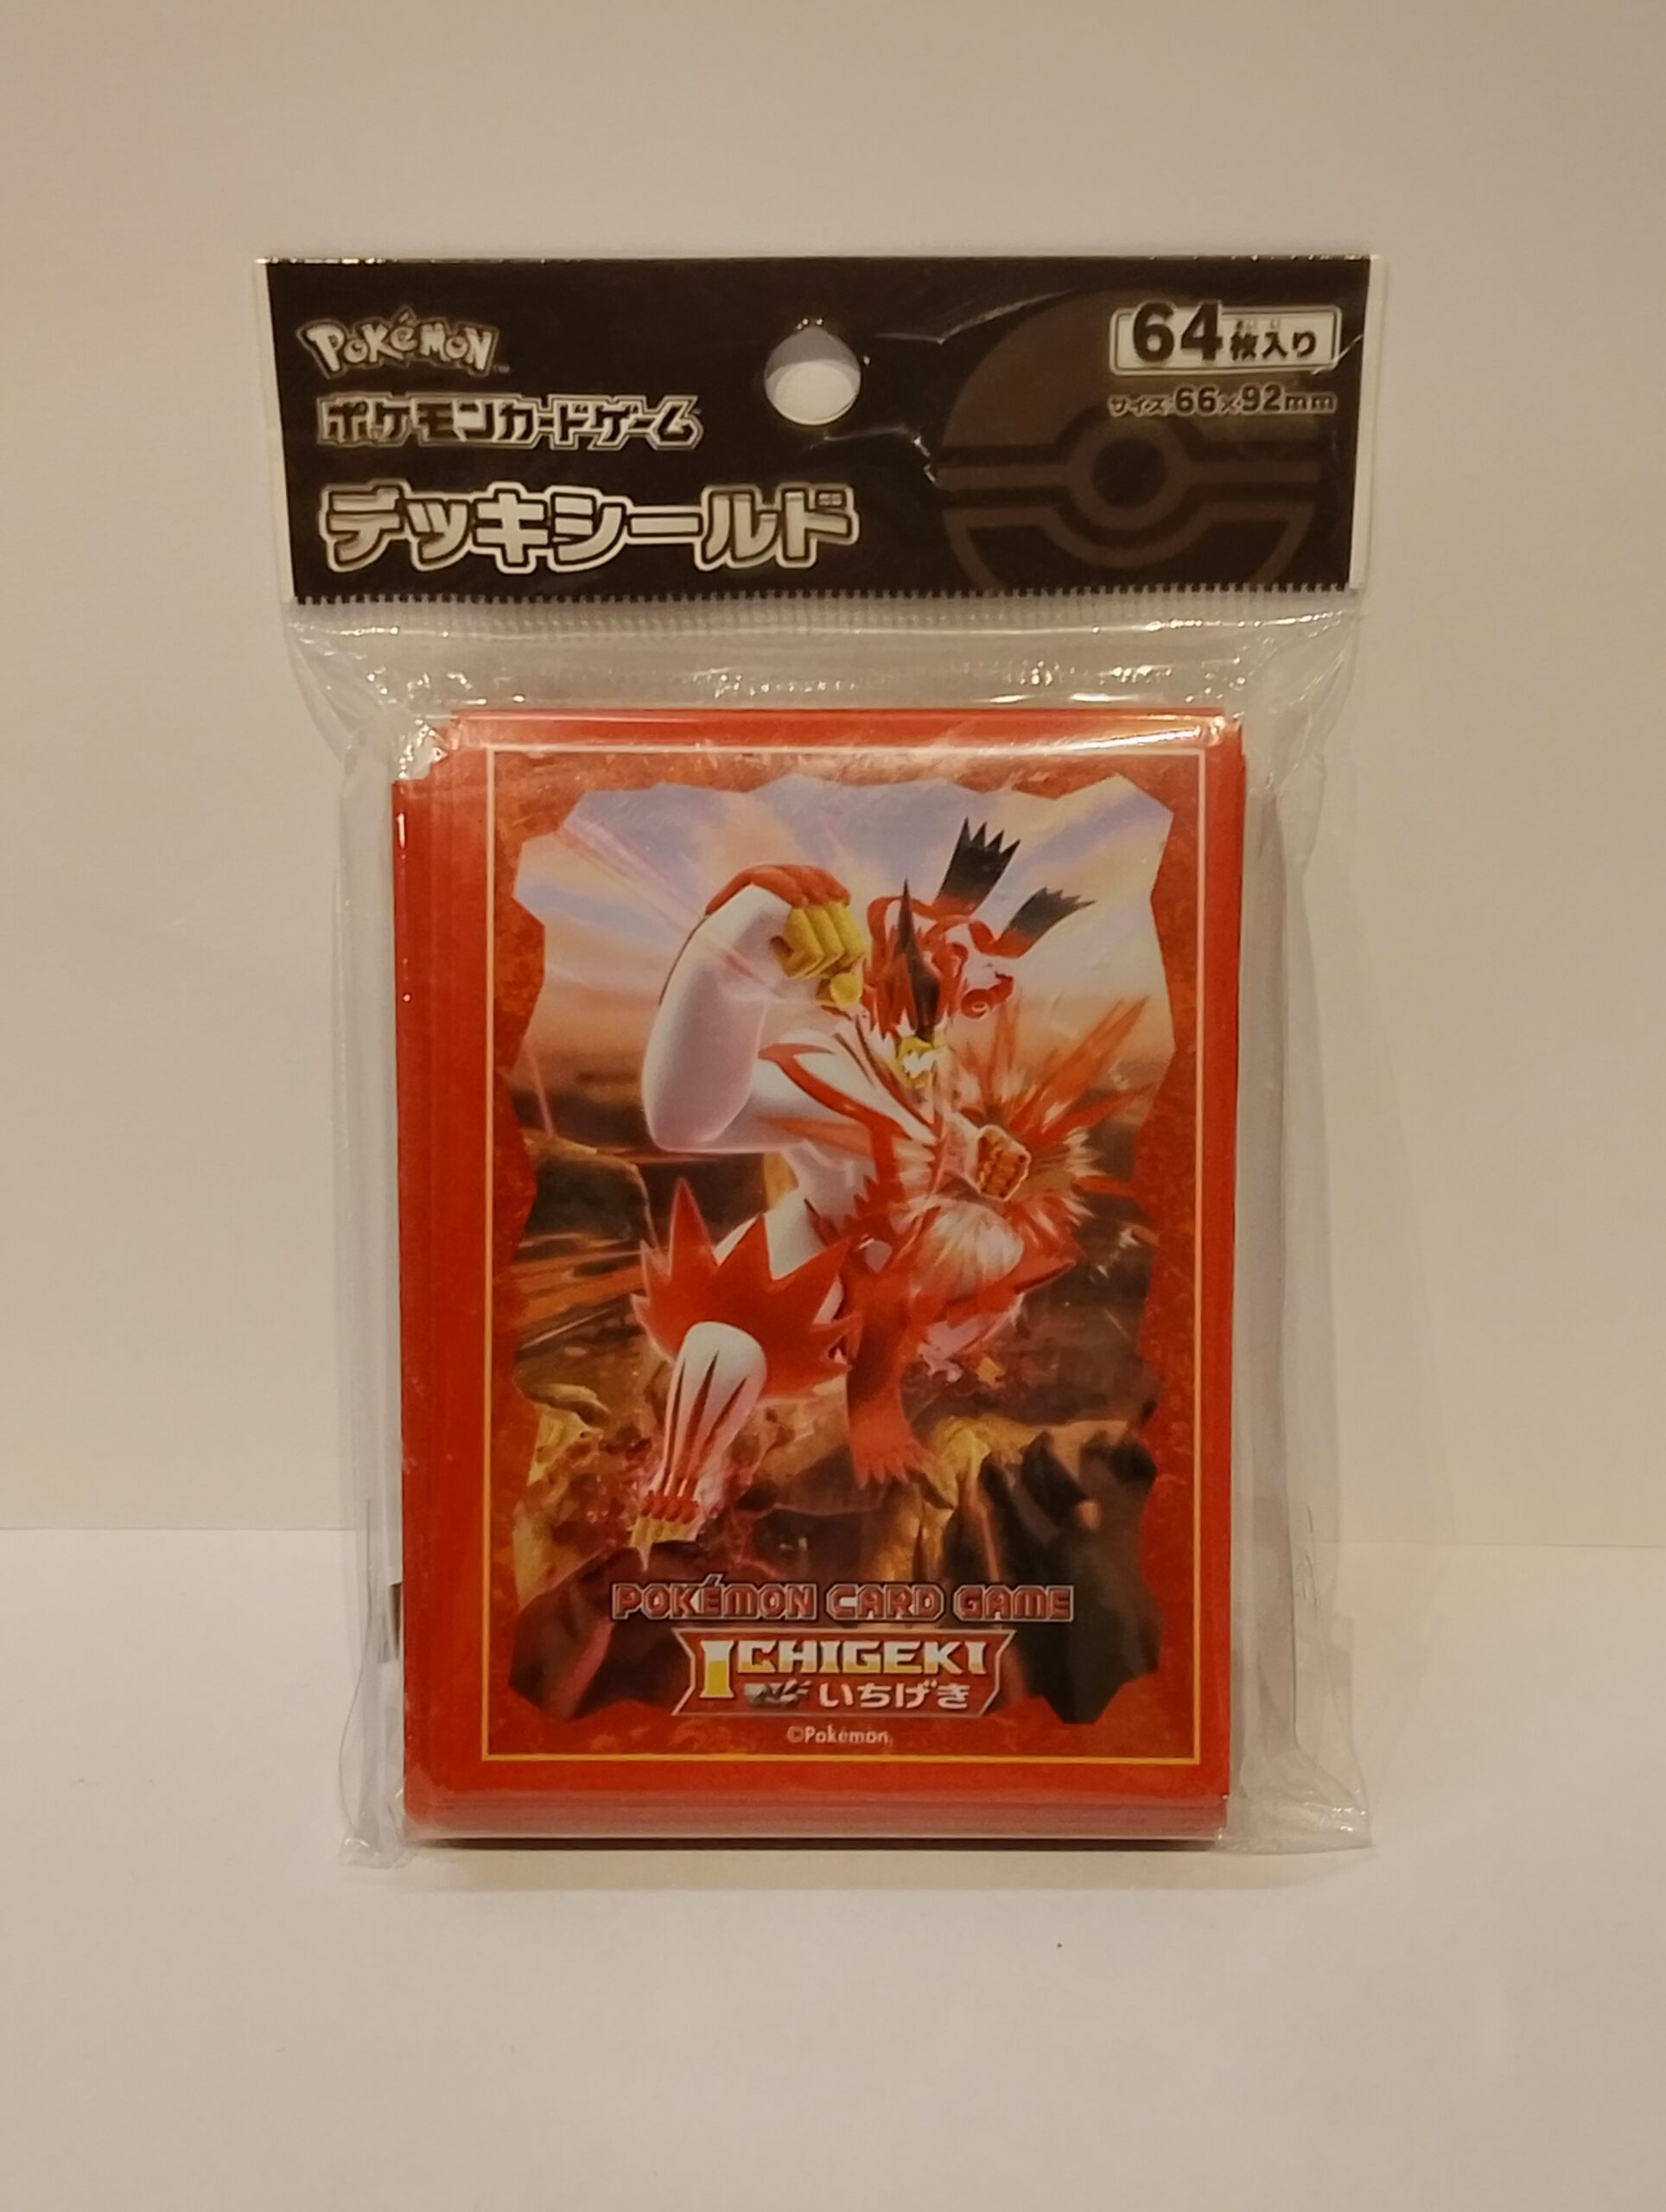 Pokémon
ポケモンカードゲーム
デッキシールド
64枚入り
サイズ 66×92mm
POKÉMON CARD GAME
ICHIGEKI
いちげき
©Pokémon